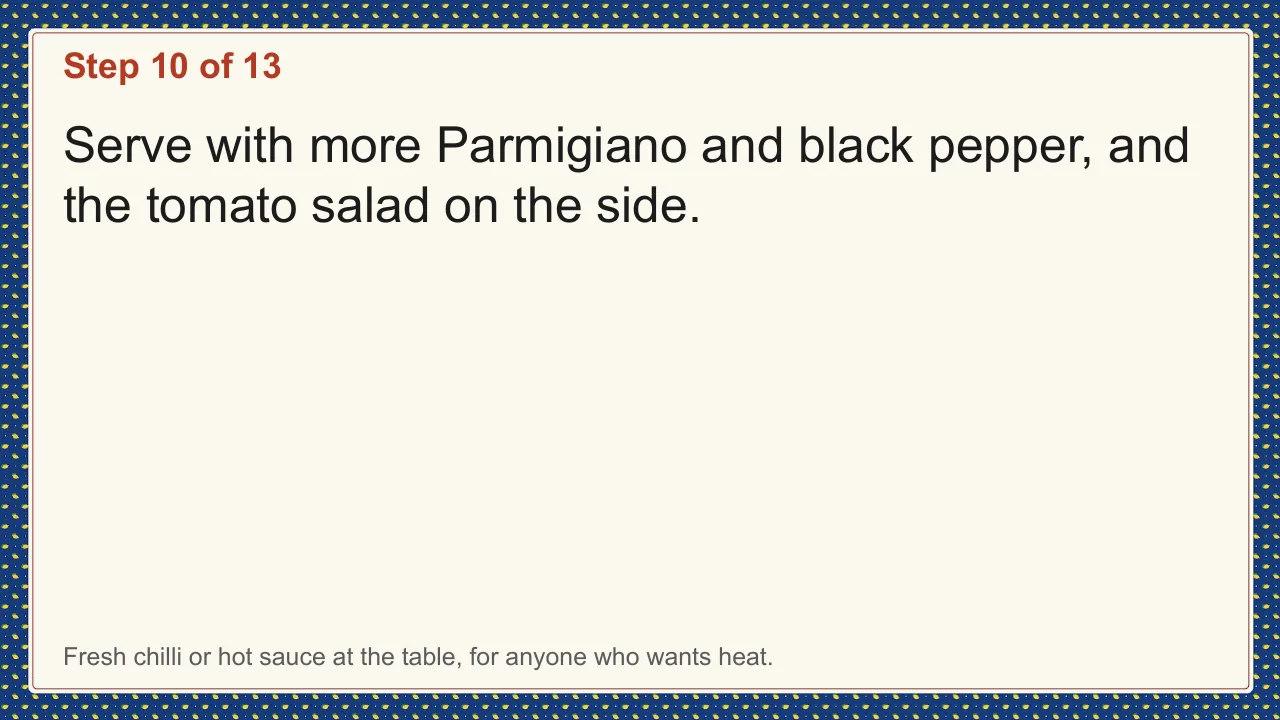 Step 10 of 13
Serve with more Parmigiano and black pepper, and
the tomato salad on the side.
Fresh chilli or hot sauce at the table, for anyone who wants heat.